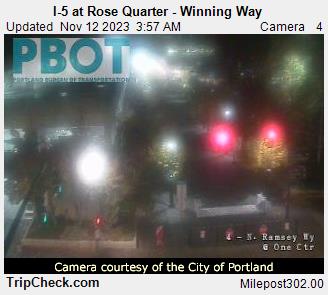 I-5 at Rose Quarter - Winning Way
Updated Nov 12 2023 3:57 AM Camera 4
PBOT
PORTLAND BUREAU OF TRANSPORTATION
4 - N. Ramsey Wy
@ One Ctr
Camera courtesy of the City of Portland
TripCheck.com Milepost302.00